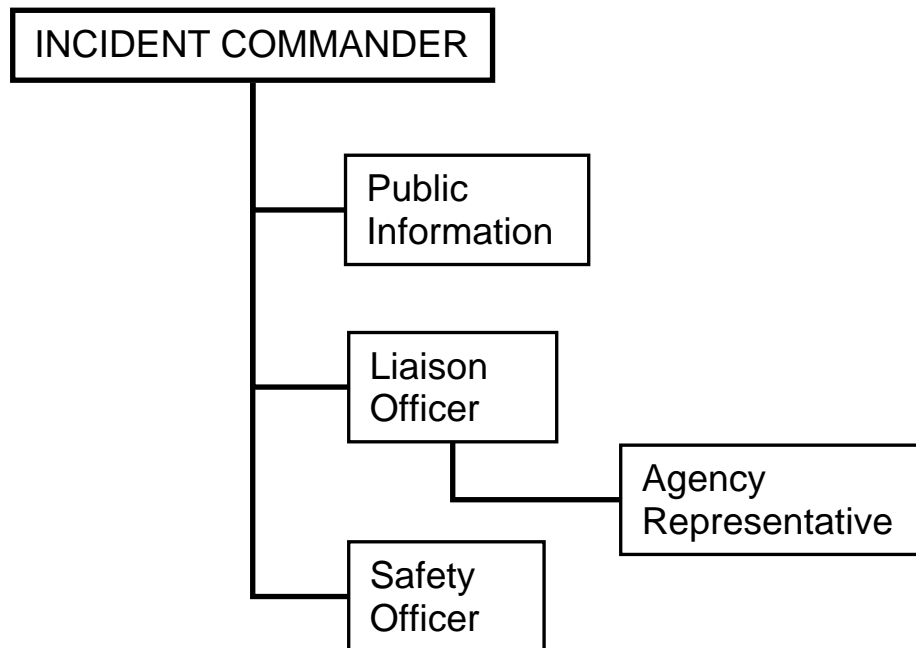 INCIDENT COMMANDER
Public
Information
Liaison
Officer
Agency
Representative
Safety
Officer